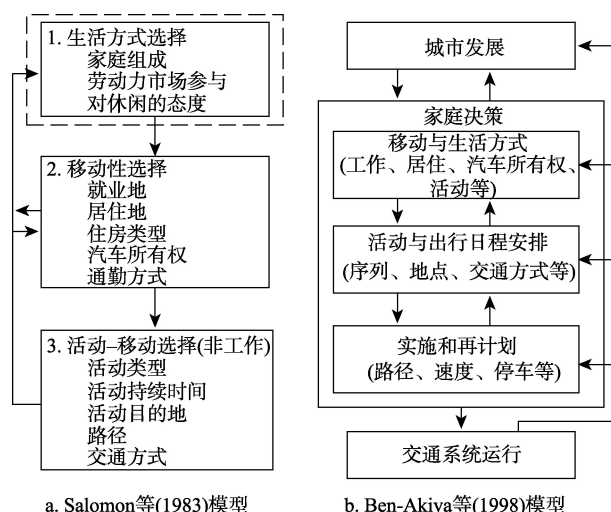 1. 生活方式选择
家庭组成
劳动力市场参与
对休闲的态度
2. 移动性选择
就业地
居住地
住房类型
汽车所有权
通勤方式
3. 活动–移动选择(非工作)
活动类型
活动持续时间
活动目的地
路径
交通方式
a. Salomon等(1983)模型
城市发展
家庭决策
移动与生活方式
(工作、居住、汽车所有权、
活动等)
活动与出行日程安排
(序列、地点、交通方式等)
实施和再计划
(路径、速度、停车等)
交通系统运行
b. Ben-Akiva等(1998)模型